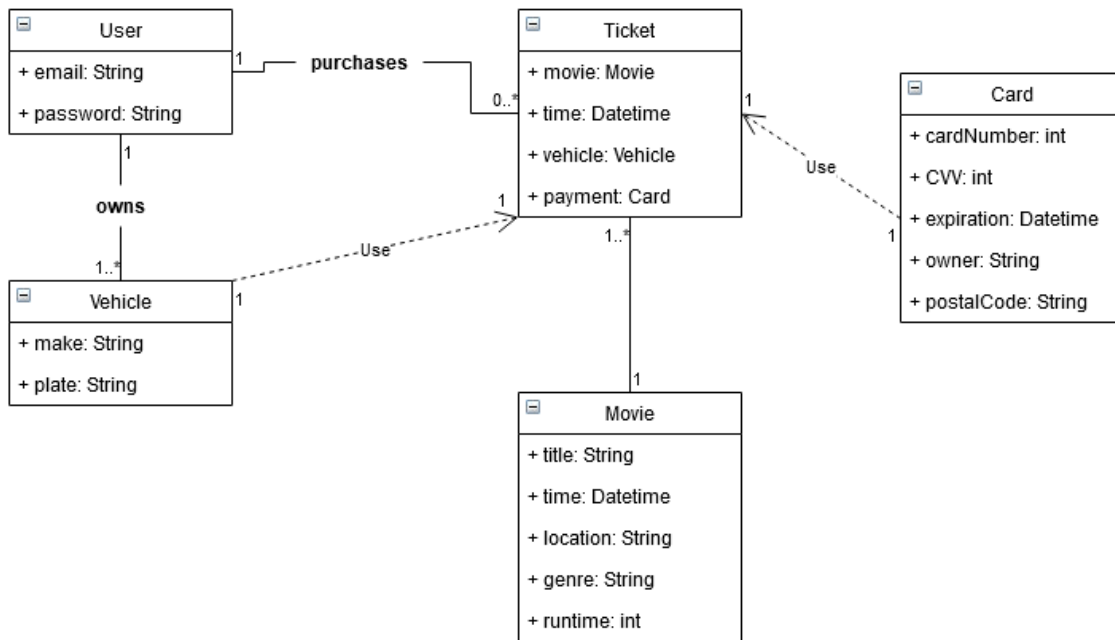 User
+ email: String
+ password: String
1
purchases
0..*
Ticket
+ movie: Movie
+ time: Datetime
+ vehicle: Vehicle
+ payment: Card
1
Use
1
Card
+ cardNumber: int
+ CVV: int
+ expiration: Datetime
+ owner: String
+ postalCode: String
1
owns
1..*
Vehicle
+ make: String
+ plate: String
1
Use
1
1..*
1
Movie
+ title: String
+ time: Datetime
+ location: String
+ genre: String
+ runtime: int